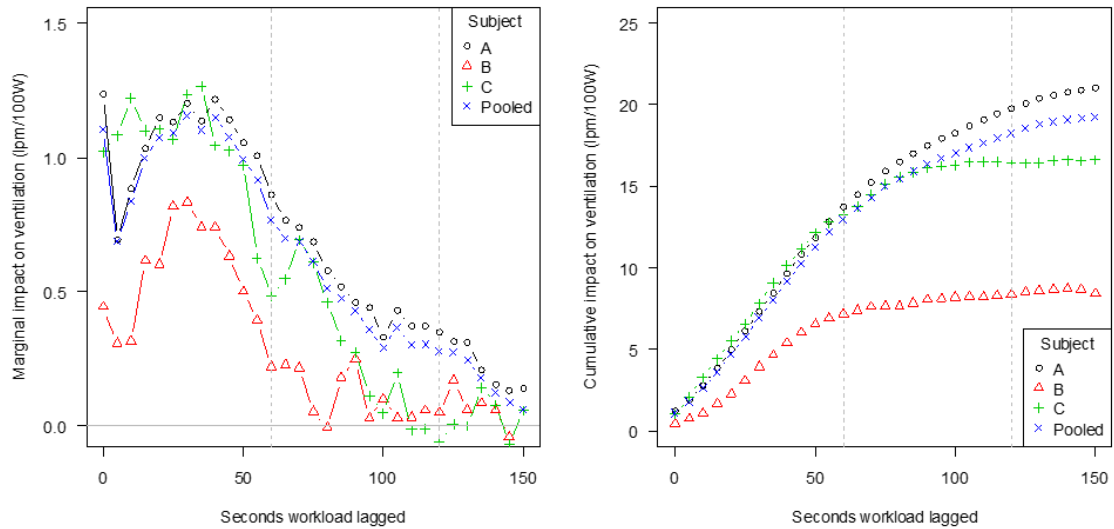 Marginal impact on ventiliation (lpm/100W)
1.5
1.0
0.5
0.0
Subject
A
B
C
Pooled
0
50
100
150
Seconds workload lagged
Cumulative impact on ventiliation (lpm/100W)
25
20
15
10
5
0
Subject
A
B
C
Pooled
0
50
100
150
Seconds workload lagged